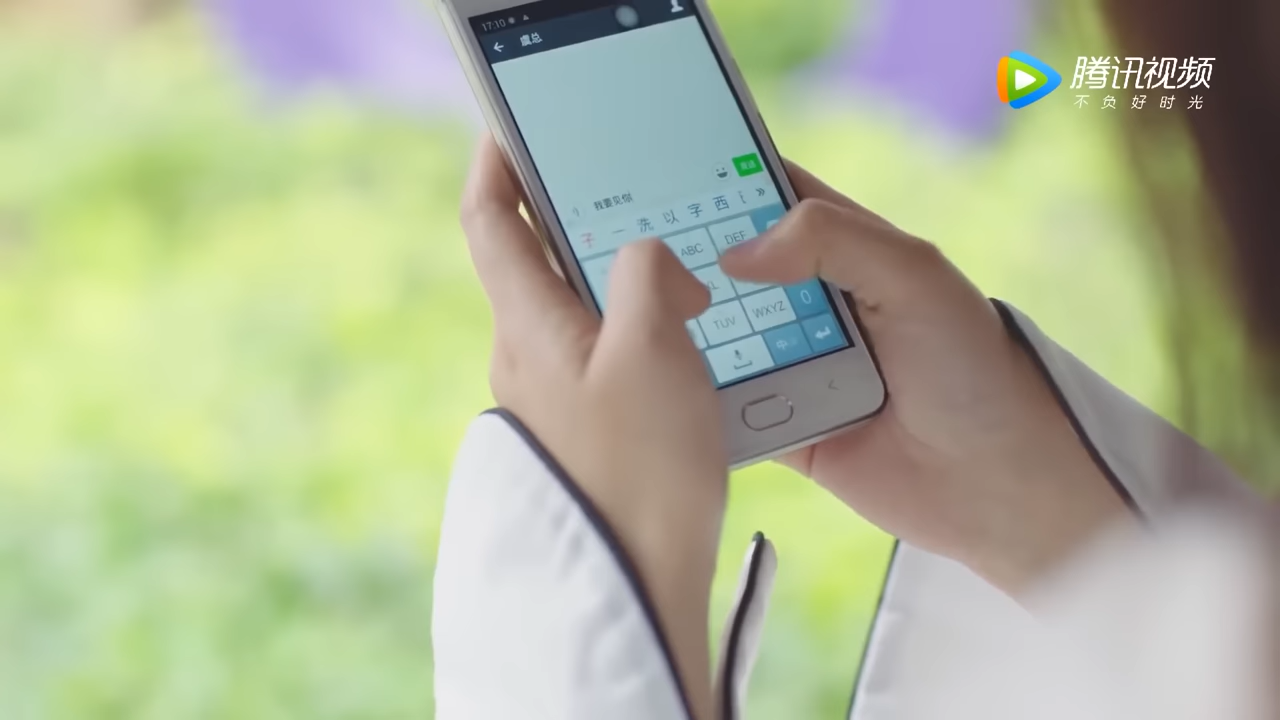 17:10
虞总
腾讯视频
不负好时光
发送
我要见你
子 一 洗 以 字 西
ABC
DEF
TUV
WXYZ
0
中